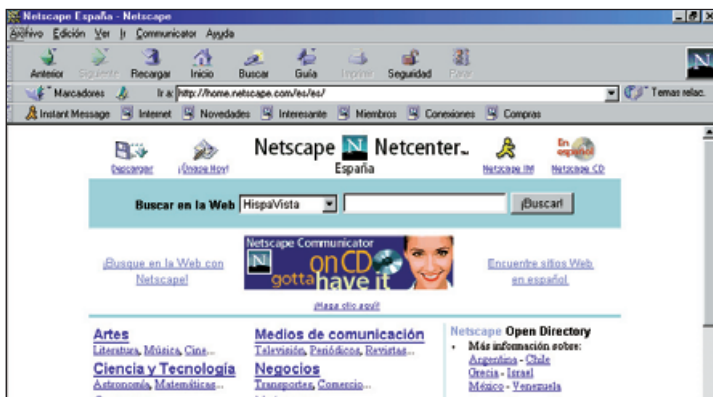 Netscape España - Netscape
Archivo Edición Ver Ir Communicator Ayuda
Anterior Siguiente Recargar Inicio Buscar Guía Imprimir Seguridad Parar
Marcadores Ir a: http://home.netscape.com/es/es/ Temas relac.
Instant Message Internet Novedades Interesante Miembros Conexiones Compras
Netscape N Netcenter
España
Descargar ¡Únase Hoy! Netscape IM Netscape CD
En español
Buscar en la Web HispaVista ¡Buscar!
Netscape Communicator
on CD
gotta have it
¡Busque en la Web con
Netscape!
Encuentre sitios Web
en español.
¡Haga clic aquí!
Artes
Literatura, Música, Cine...
Ciencia y Tecnología
Astronomía, Matemáticas...
Medios de comunicación
Televisión, Periódicos, Revistas...
Negocios
Transportes, Comercio...
Netscape Open Directory
• Más información sobre:
Argentina - Chile
Grecia - Israel
México - Venezuela